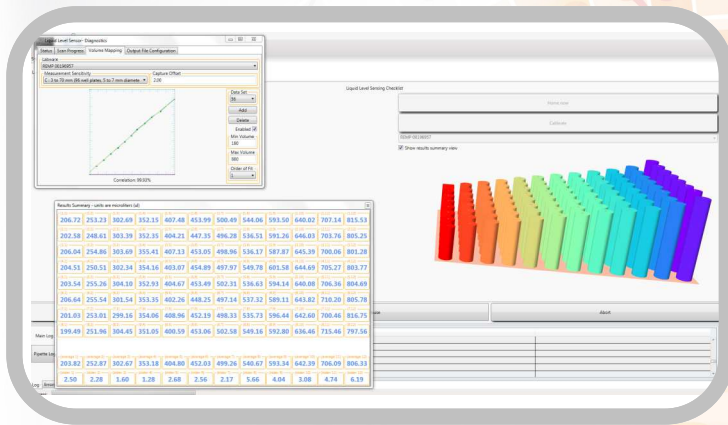 Liquid Level Sensor- Diagnostics
Status Scan Progress Volume Mapping Output File Configuration
Labware
REMP 00196957
Measurement Sensitivity Capture Offset
2.00
Data Set
96
Add
Delete
Enabled
Min Volume
180
Max Volume
900
Order of Fit
1
Liquid Level Sensing Checklist
REMP 00196957
Show results summary view
Results Summary - units are microliters (ul)
206.72 253.23 302.69 352.15 407.48 453.99 500.49 544.06 593.50 640.02 707.14 815.53
202.58 248.61 303.39 352.35 404.21 447.35 496.28 536.51 591.26 646.03 703.76 805.25
206.04 254.86 303.69 355.41 407.13 453.05 498.96 536.17 587.87 645.39 700.06 801.28
204.51 250.51 302.34 354.16 403.07 454.89 497.97 549.78 601.58 644.69 705.27 803.77
203.54 255.26 304.10 352.93 404.67 453.49 502.31 536.63 594.14 640.08 706.36 804.69
206.64 255.54 301.54 353.35 402.26 448.25 497.14 537.32 589.11 643.82 710.20 805.78
201.03 253.01 299.16 354.06 408.96 452.19 498.33 535.73 596.44 642.60 700.46 816.75
199.49 251.96 304.45 351.05 400.59 453.06 502.58 549.16 592.80 636.46 715.46 797.56
203.82 252.87 302.67 353.18 404.80 452.03 499.26 540.67 593.34 642.39 706.09 806.33
2.50 2.28 1.60 1.28 2.68 2.56 2.17 5.66 4.04 3.08 4.74 6.19
Abort
Main Log
Pipette Log
Log